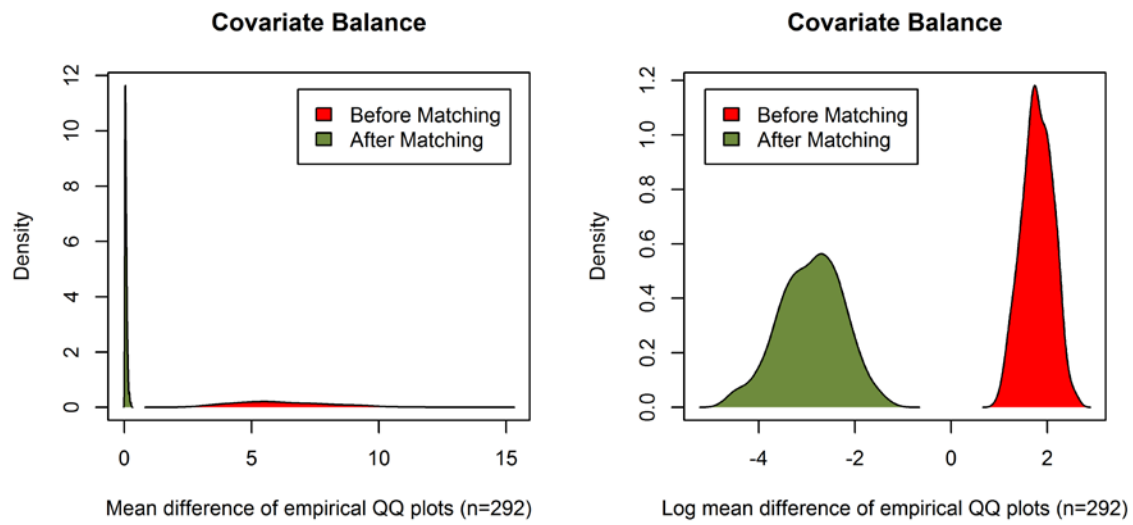 Covariate Balance
Density
12
10
8
6
4
2
0
Before Matching
After Matching
0
5
10
15
Mean difference of empirical QQ plots (n=292)
Covariate Balance
Density
1.2
1.0
0.8
0.6
0.4
0.2
0.0
Before Matching
After Matching
-4
-2
0
2
Log mean difference of empirical QQ plots (n=292)